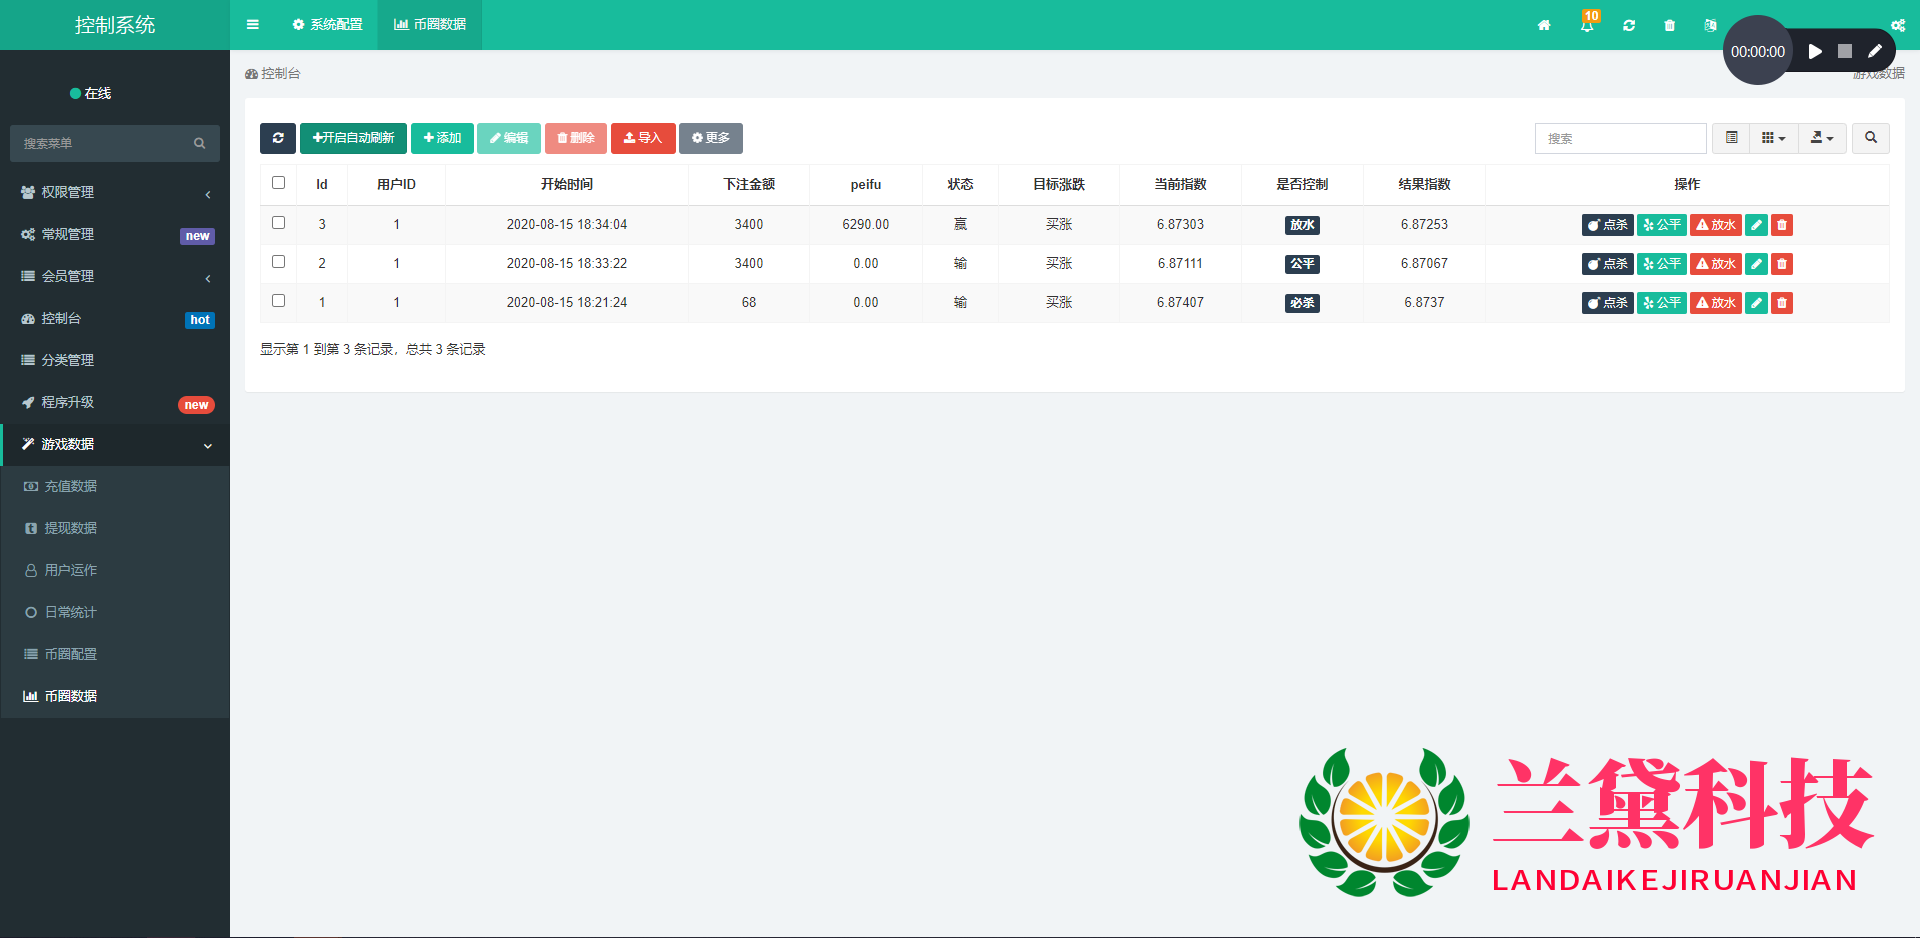 控制系统
系统配置
币圈数据
10
00:00:00
在线
搜索菜单
权限管理
常规管理 new
会员管理
控制台 hot
分类管理
程序升级 new
游戏数据
充值数据
提现数据
用户运作
日常统计
币圈配置
币圈数据
控制台
游戏数据
开启自动刷新 添加 编辑 删除 导入 更多
搜索
Id 用户ID 开始时间 下注金额 peifu 状态 目标涨跌 当前指数 是否控制 结果指数 操作
3 1 2020-08-15 18:34:04 3400 6290.00 赢 买涨 6.87303 放水 6.87253 点杀 公平 放水
2 1 2020-08-15 18:33:22 3400 0.00 输 买涨 6.87111 公平 6.87067 点杀 公平 放水
1 1 2020-08-15 18:21:24 68 0.00 输 买涨 6.87407 必杀 6.8737 点杀 公平 放水
显示第 1 到第 3 条记录，总共 3 条记录
兰黛科技
LANDAIKEJIRUANJIAN